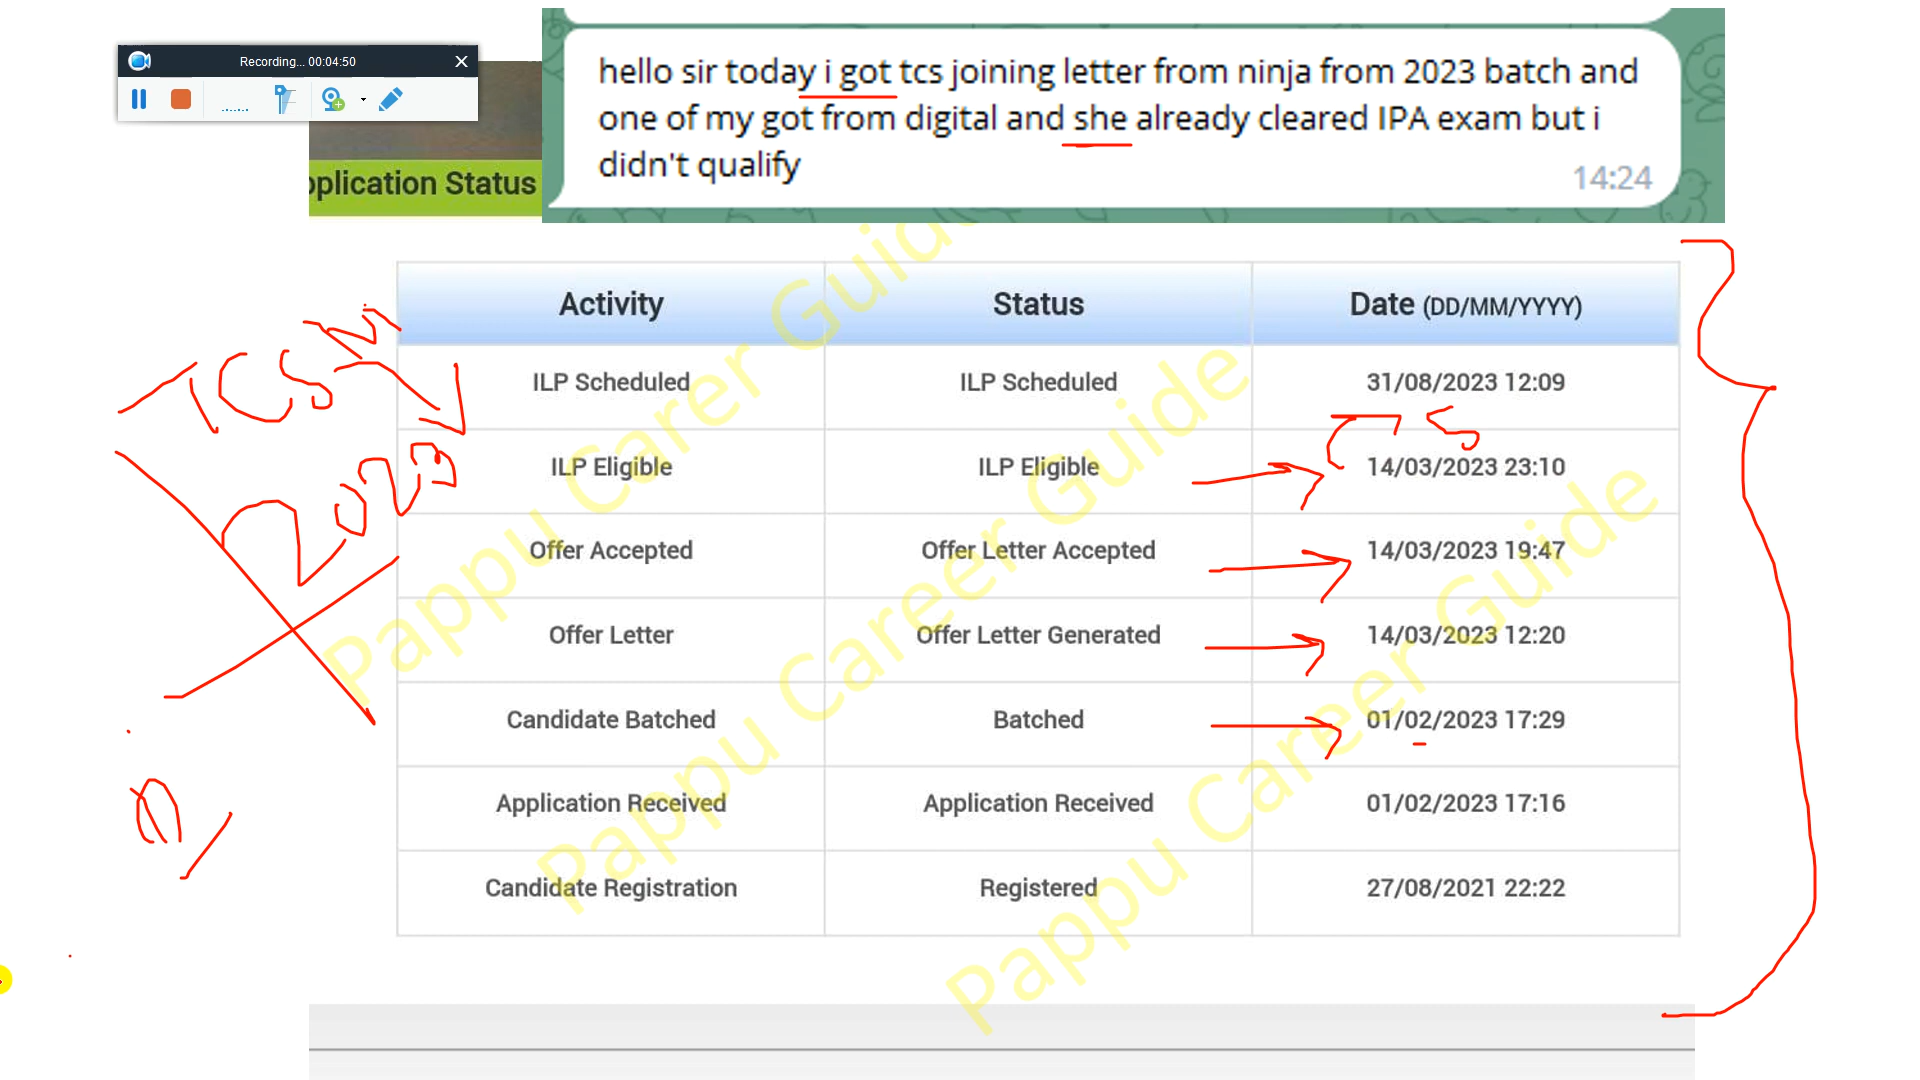 Recording... 00:04:50
hello sir today i got tcs joining letter from ninja from 2023 batch and
one of my got from digital and she already cleared IPA exam but i
didn't qualify
14:24
pplication Status
Activity Status Date (DD/MM/YYYY)
ILP Scheduled ILP Scheduled 31/08/2023 12:09
ILP Eligible ILP Eligible 14/03/2023 23:10
Offer Accepted Offer Letter Accepted 14/03/2023 19:47
Offer Letter Offer Letter Generated 14/03/2023 12:20
Candidate Batched Batched 01/02/2023 17:29
Application Received Application Received 01/02/2023 17:16
Candidate Registration Registered 27/08/2021 22:22
TCS N
2023
5
Pappu Carer Guide
Pappu Career Guide
Pappu Career Guide